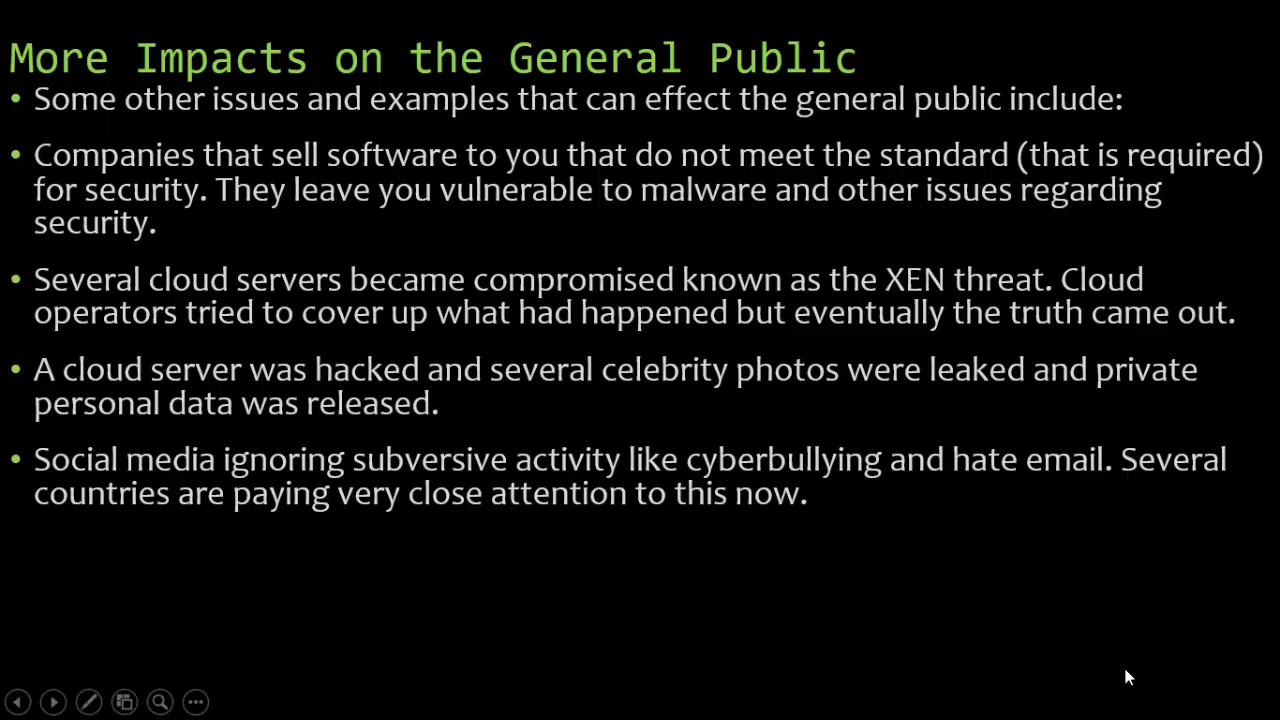 More Impacts on the General Public
• Some other issues and examples that can effect the general public include:
• Companies that sell software to you that do not meet the standard (that is required)
for security. They leave you vulnerable to malware and other issues regarding
security.
• Several cloud servers became compromised known as the XEN threat. Cloud
operators tried to cover up what had happened but eventually the truth came out.
• A cloud server was hacked and several celebrity photos were leaked and private
personal data was released.
• Social media ignoring subversive activity like cyberbullying and hate email. Several
countries are paying very close attention to this now.